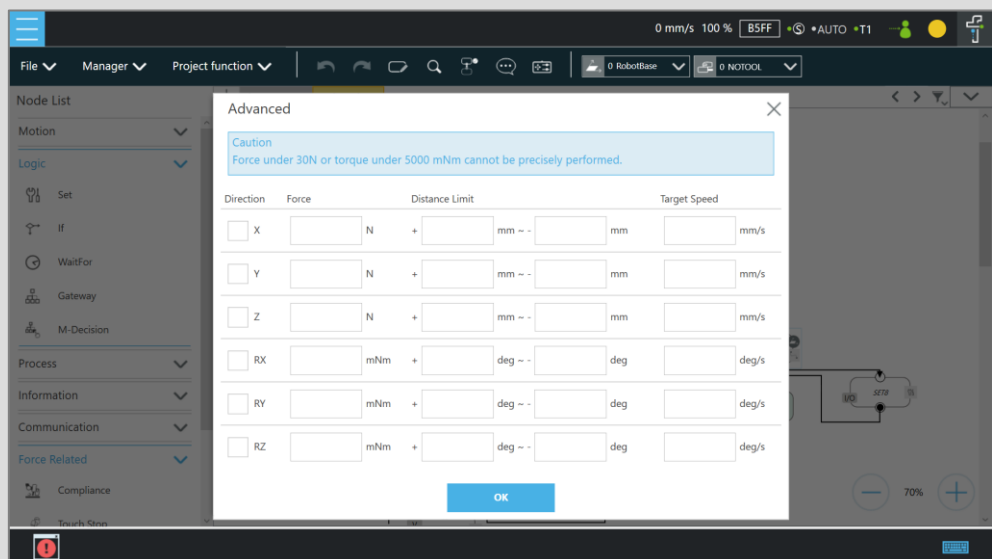 0 mm/s 100 % B5FF S AUTO T1
File Manager Project function 0 RobotBase 0 NOTOOL
Node List
Motion
Logic
Set
If
WaitFor
Gateway
M-Decision
Process
Information
Communication
Force Related
Compliance
Touch Stop
Advanced
Caution
Force under 30N or torque under 5000 mNm cannot be precisely performed.
Direction Force Distance Limit Target Speed
X N + mm ~ - mm mm/s
Y N + mm ~ - mm mm/s
Z N + mm ~ - mm mm/s
RX mNm + deg ~ - deg deg/s
RY mNm + deg ~ - deg deg/s
RZ mNm + deg ~ - deg deg/s
OK
I/O SET8
70%